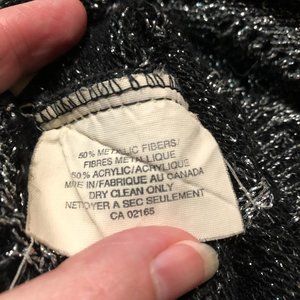 50% METALLIC FIBERS/
FIBRES METALLIQUE
50% ACRYLIC/ACRYLIQUE
MADE IN/FABRIQUE AU CANADA
DRY CLEAN ONLY
NETTOYER A SEC SEULEMENT
CA 02165